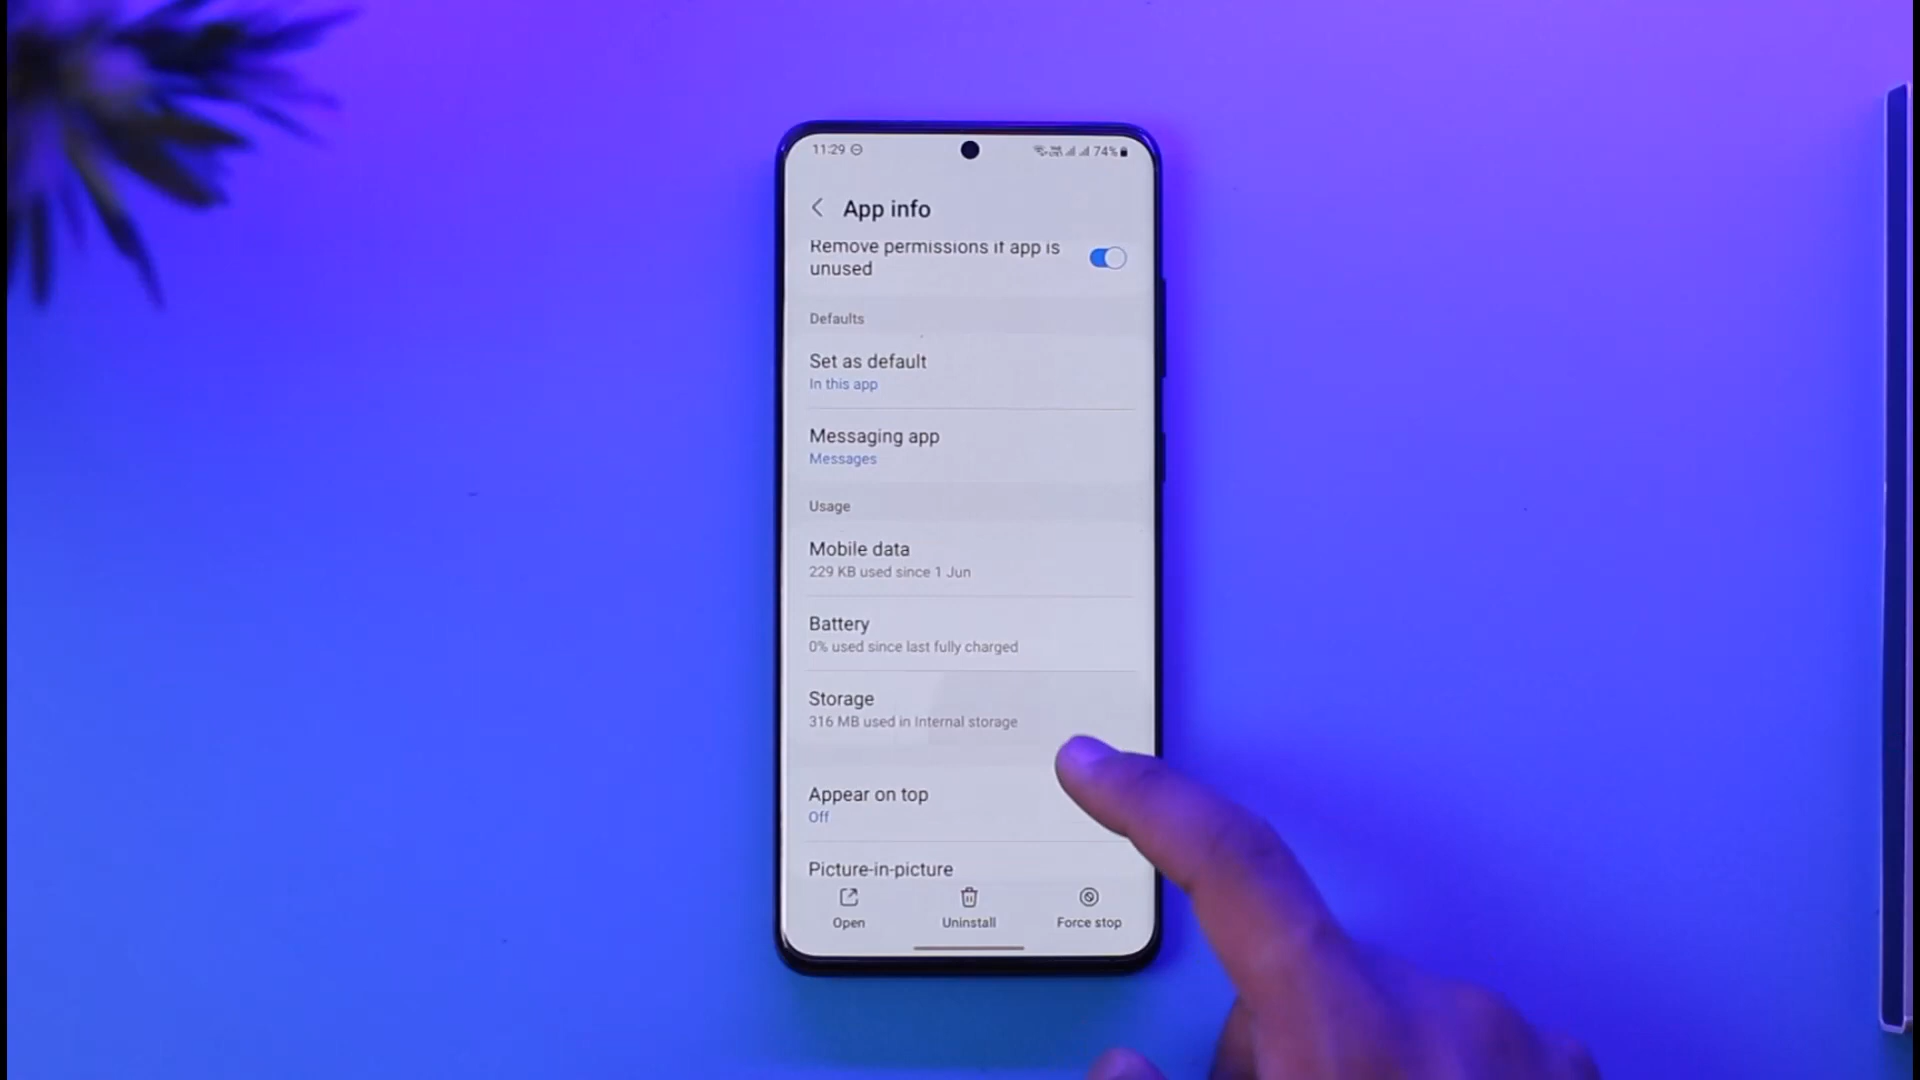 11:29
74%
App info
Remove permissions if app is
unused
Defaults
Set as default
In this app
Messaging app
Messages
Usage
Mobile data
229 KB used since 1 Jun
Battery
0% used since last fully charged
Storage
316 MB used in Internal storage
Appear on top
Off
Picture-in-picture
Open
Uninstall
Force stop